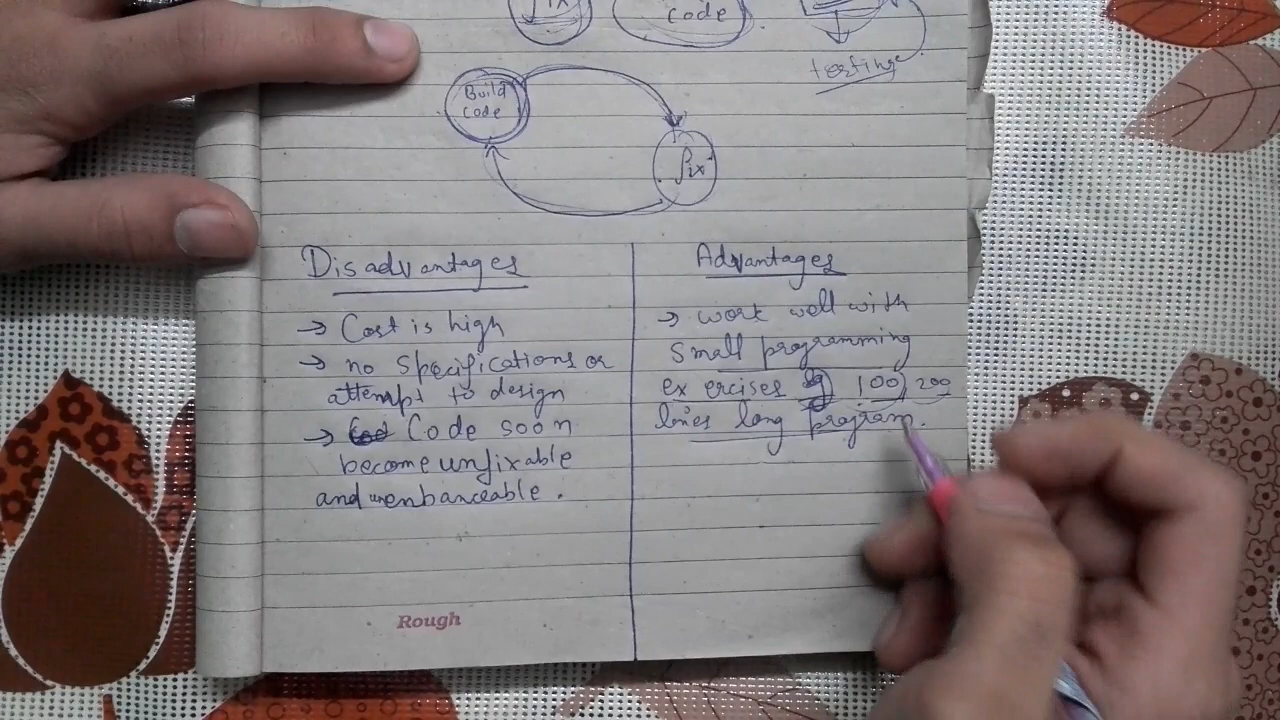 fix
code
testing
Build
Code
fix
Disadvantages
→ Cost is high
→ no specifications or
attempt to design
→ Code soon
become unfixable
and unenhanceable.
Advantages
→ work well with
Small programming
exercises 100/200
lines long program.
Rough